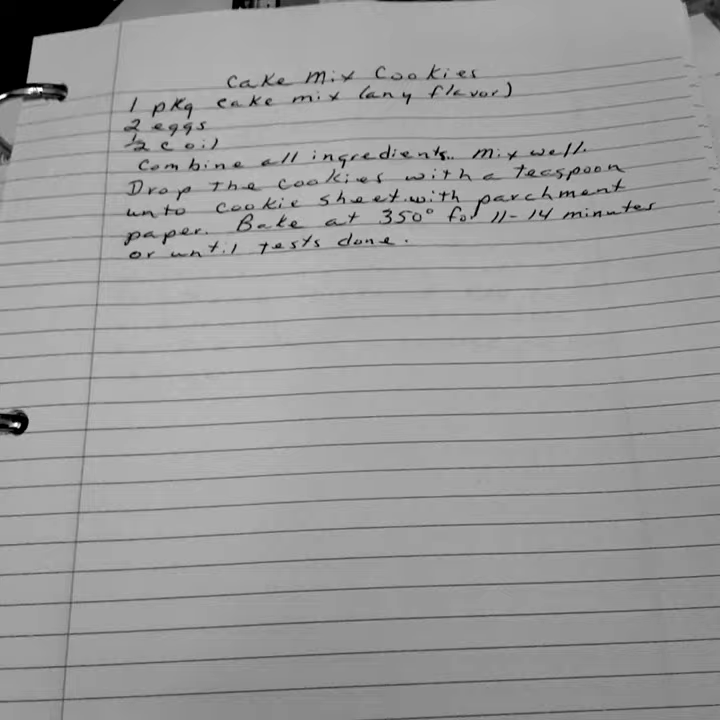 Cake Mix Cookies
1 pkg cake mix (any flavor)
2 eggs
1/2 c oil
Combine all ingredients. Mix well.
Drop the cookies with a teaspoon
unto cookie sheet with parchment
paper. Bake at 350° for 11-14 minutes
or until tests done.